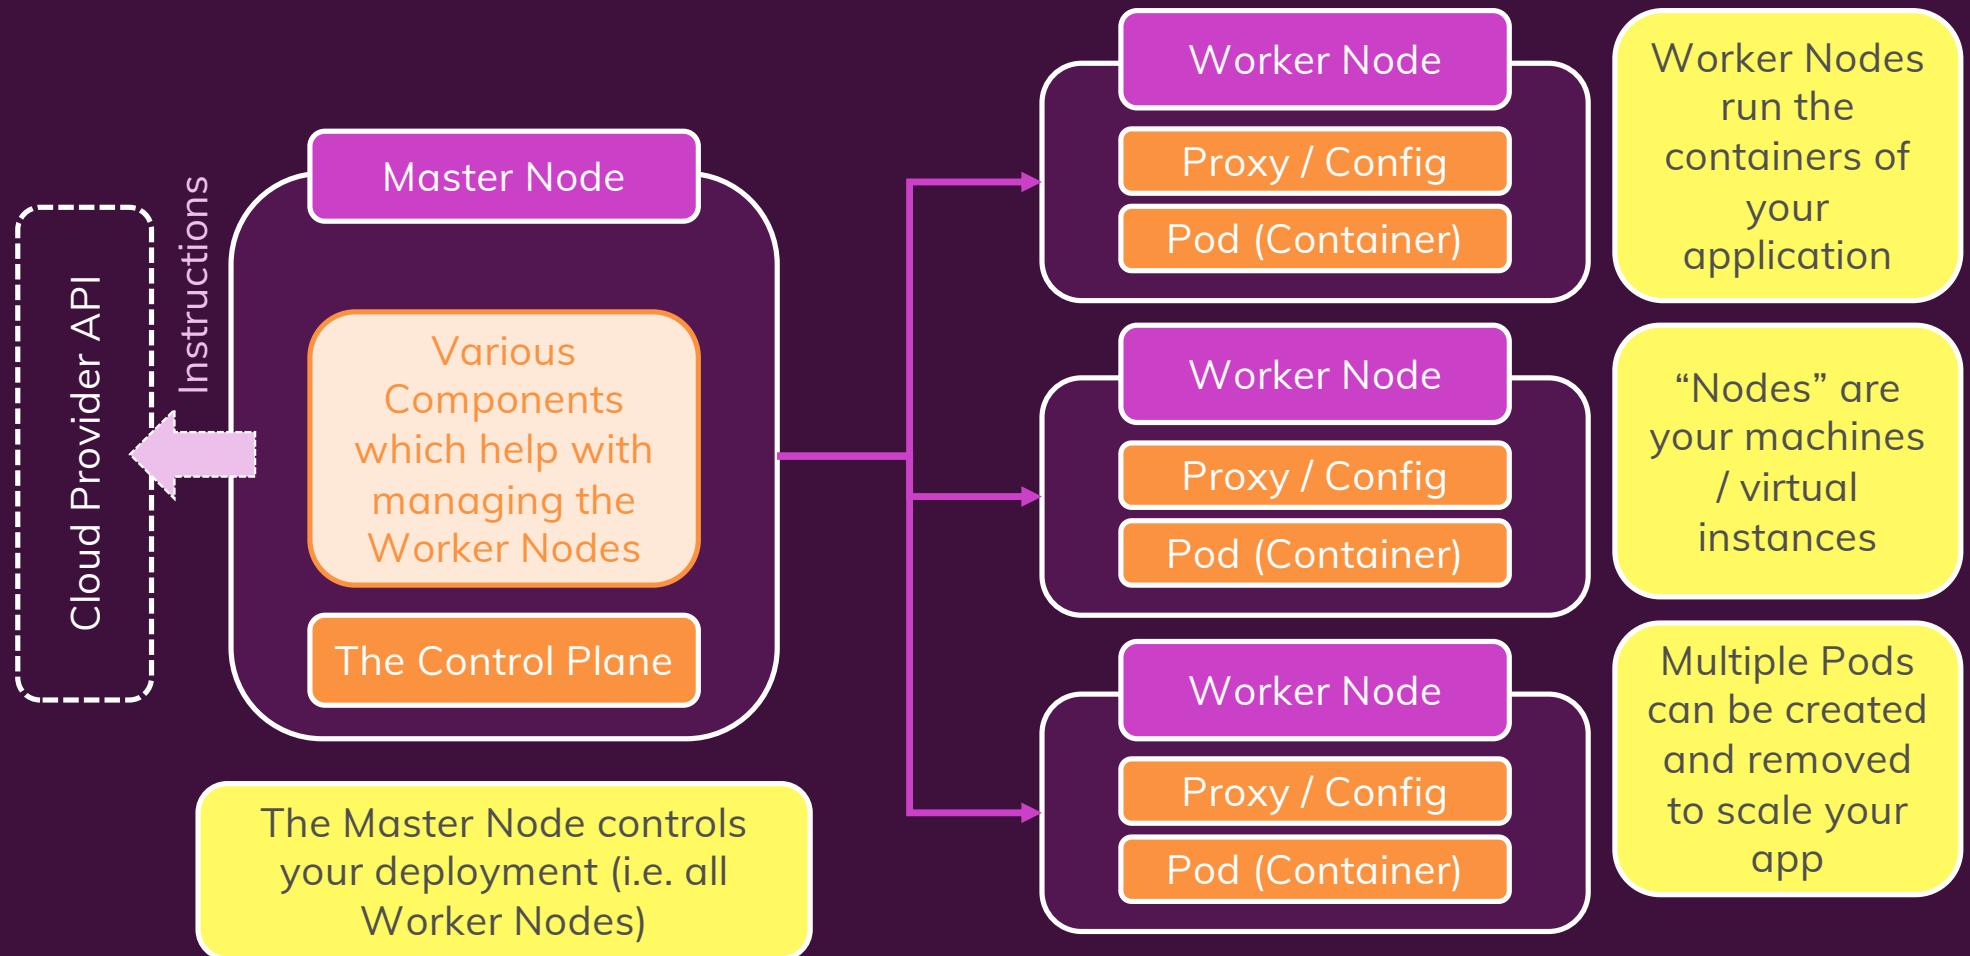 Cloud Provider API
Instructions
Master Node
Various
Components
which help with
managing the
Worker Nodes
The Control Plane
The Master Node controls
your deployment (i.e. all
Worker Nodes)
Worker Node
Proxy / Config
Pod (Container)
Worker Node
Proxy / Config
Pod (Container)
Worker Node
Proxy / Config
Pod (Container)
Worker Nodes
run the
containers of
your
application
“Nodes” are
your machines
/ virtual
instances
Multiple Pods
can be created
and removed
to scale your
app